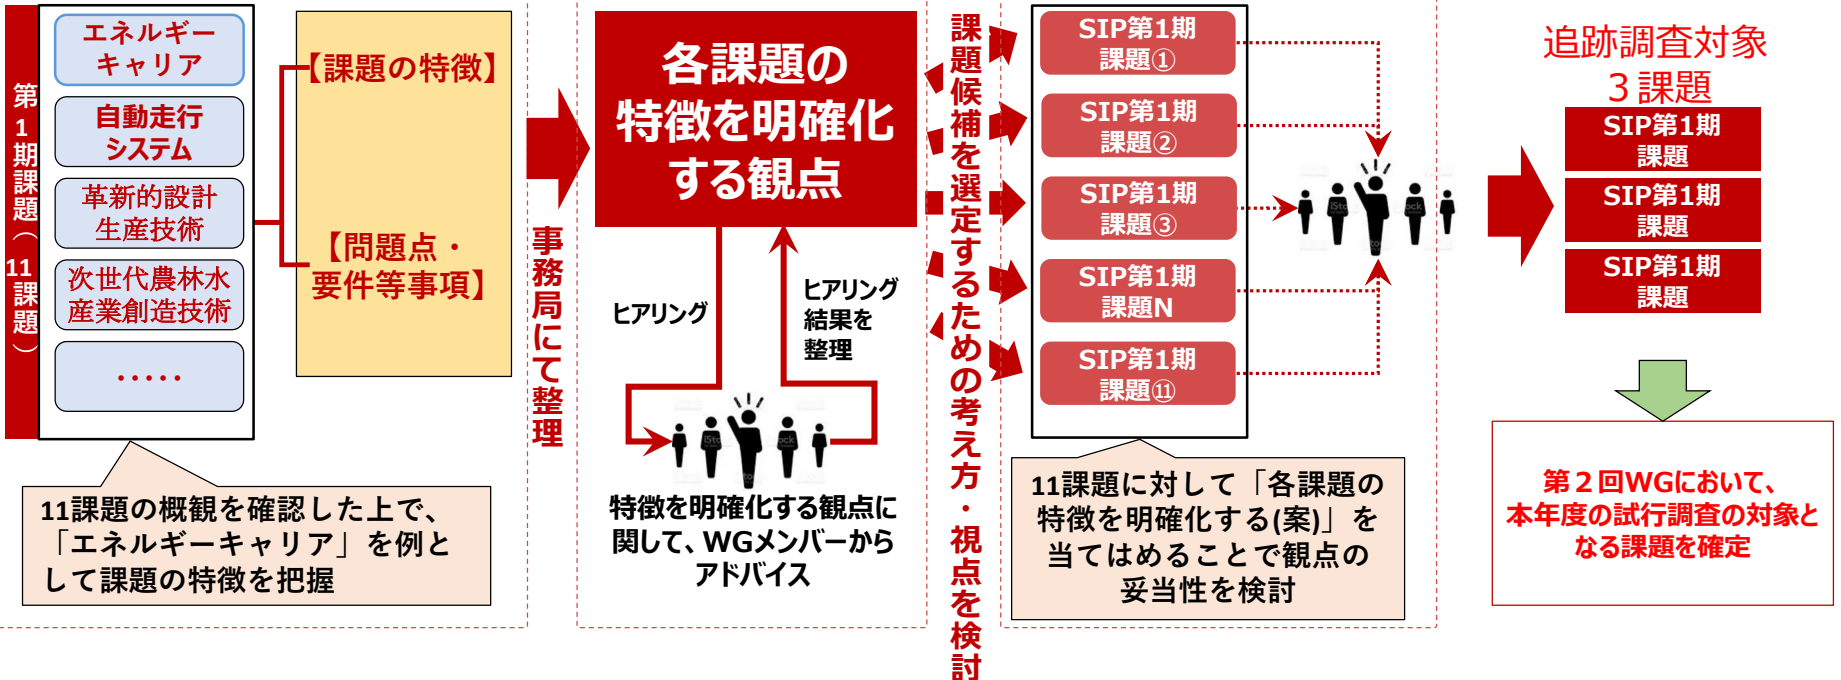 第1期課題（11課題）
エネルギー
キャリア
自動走行
システム
革新的設計
生産技術
次世代農林水
産業創造技術
・・・・・
【課題の特徴】
【問題点・
要件等事項】
11課題の概観を確認した上で、
「エネルギーキャリア」を例と
して課題の特徴を把握
事務局にて整理
各課題の
特徴を明確化
する観点
ヒアリング
ヒアリング
結果を
整理
iStock
特徴を明確化する観点に
関して、WGメンバーから
アドバイス
課題候補を選定するための考え方・視点を検討
SIP第1期
課題①
SIP第1期
課題②
SIP第1期
課題③
SIP第1期
課題N
SIP第1期
課題⑪
iStock
11課題に対して「各課題の
特徴を明確化する(案)」を
当てはめることで観点の
妥当性を検討
追跡調査対象
３課題
SIP第1期
課題
SIP第1期
課題
SIP第1期
課題
第２回WGにおいて、
本年度の試行調査の対象と
なる課題を確定